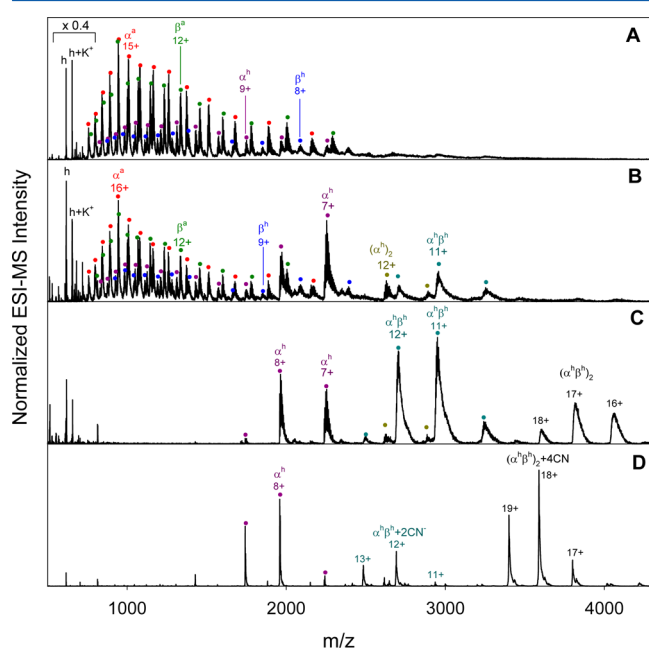 x 0.4
A
h
h+K⁺
αᵃ
15+
βᵃ
12+
αʰ
9+
βʰ
8+
B
h
h+K⁺
αᵃ
16+
βᵃ
12+
βʰ
9+
αʰ
7+
(αʰ)₂
12+
αʰβʰ
11+
C
αʰ
8+
αʰ
7+
αʰβʰ
12+
αʰβʰ
11+
(αʰβʰ)₂
18+
17+
16+
D
αʰ
8+
αʰβʰ+2CN⁻
13+
12+
11+
(αʰβʰ)₂+4CN
19+
18+
17+
Normalized ESI-MS Intensity
1000 2000 3000 4000
m/z